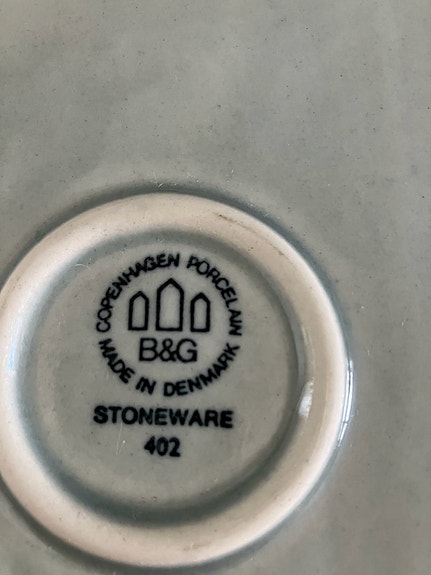 COPENHAGEN PORCELAIN
B&G
MADE IN DENMARK
STONEWARE
402